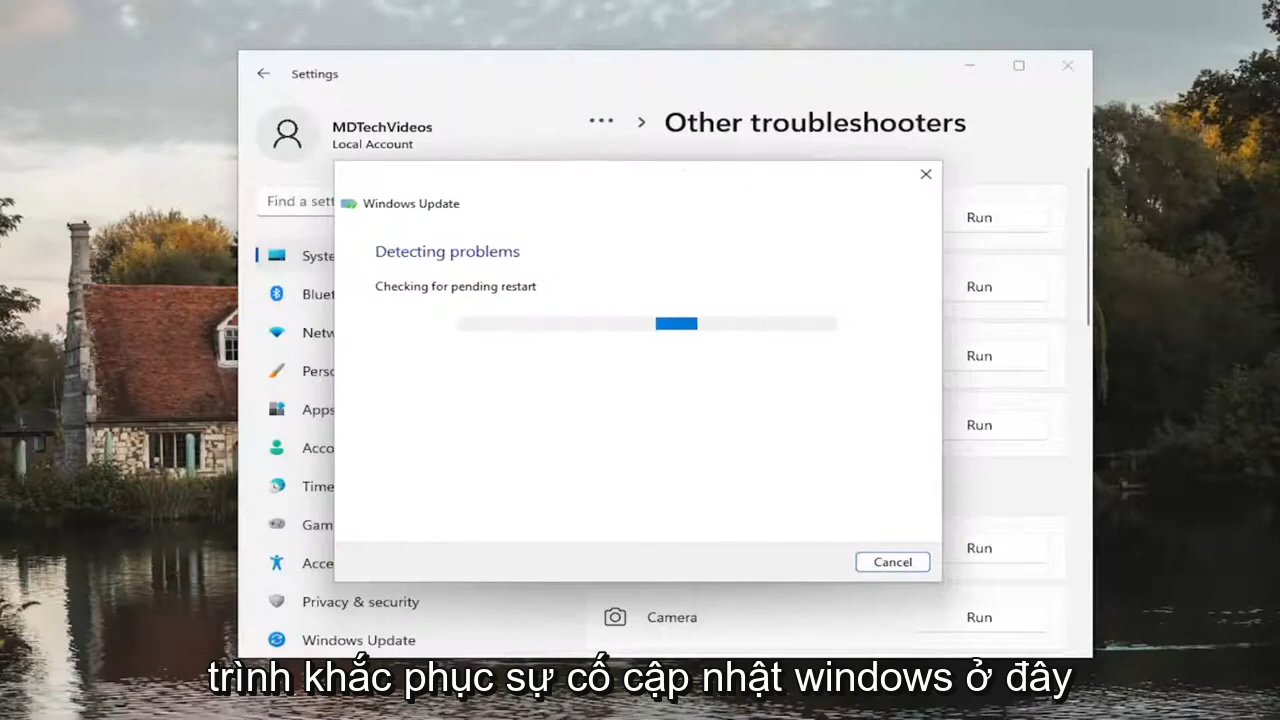 Settings
MDTechVideos
Local Account
... > Other troubleshooters
Find a sett
Windows Update
Detecting problems
Checking for pending restart
Cancel
Syste
Bluet
Netw
Perso
Apps
Acco
Time
Gam
Acce
Privacy & security
Windows Update
Run
Run
Run
Run
Run
Camera
Run
trình khắc phục sự cố cập nhật windows ở đây